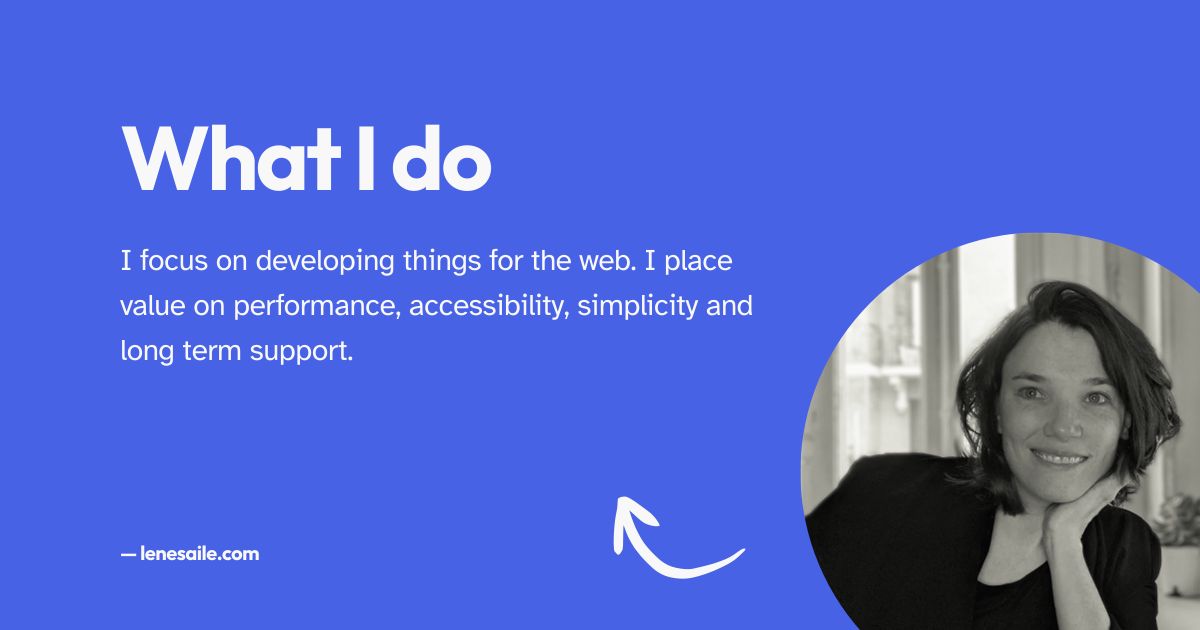 What I do
I focus on developing things for the web. I place
value on performance, accessibility, simplicity and
long term support.
— lenesaile.com